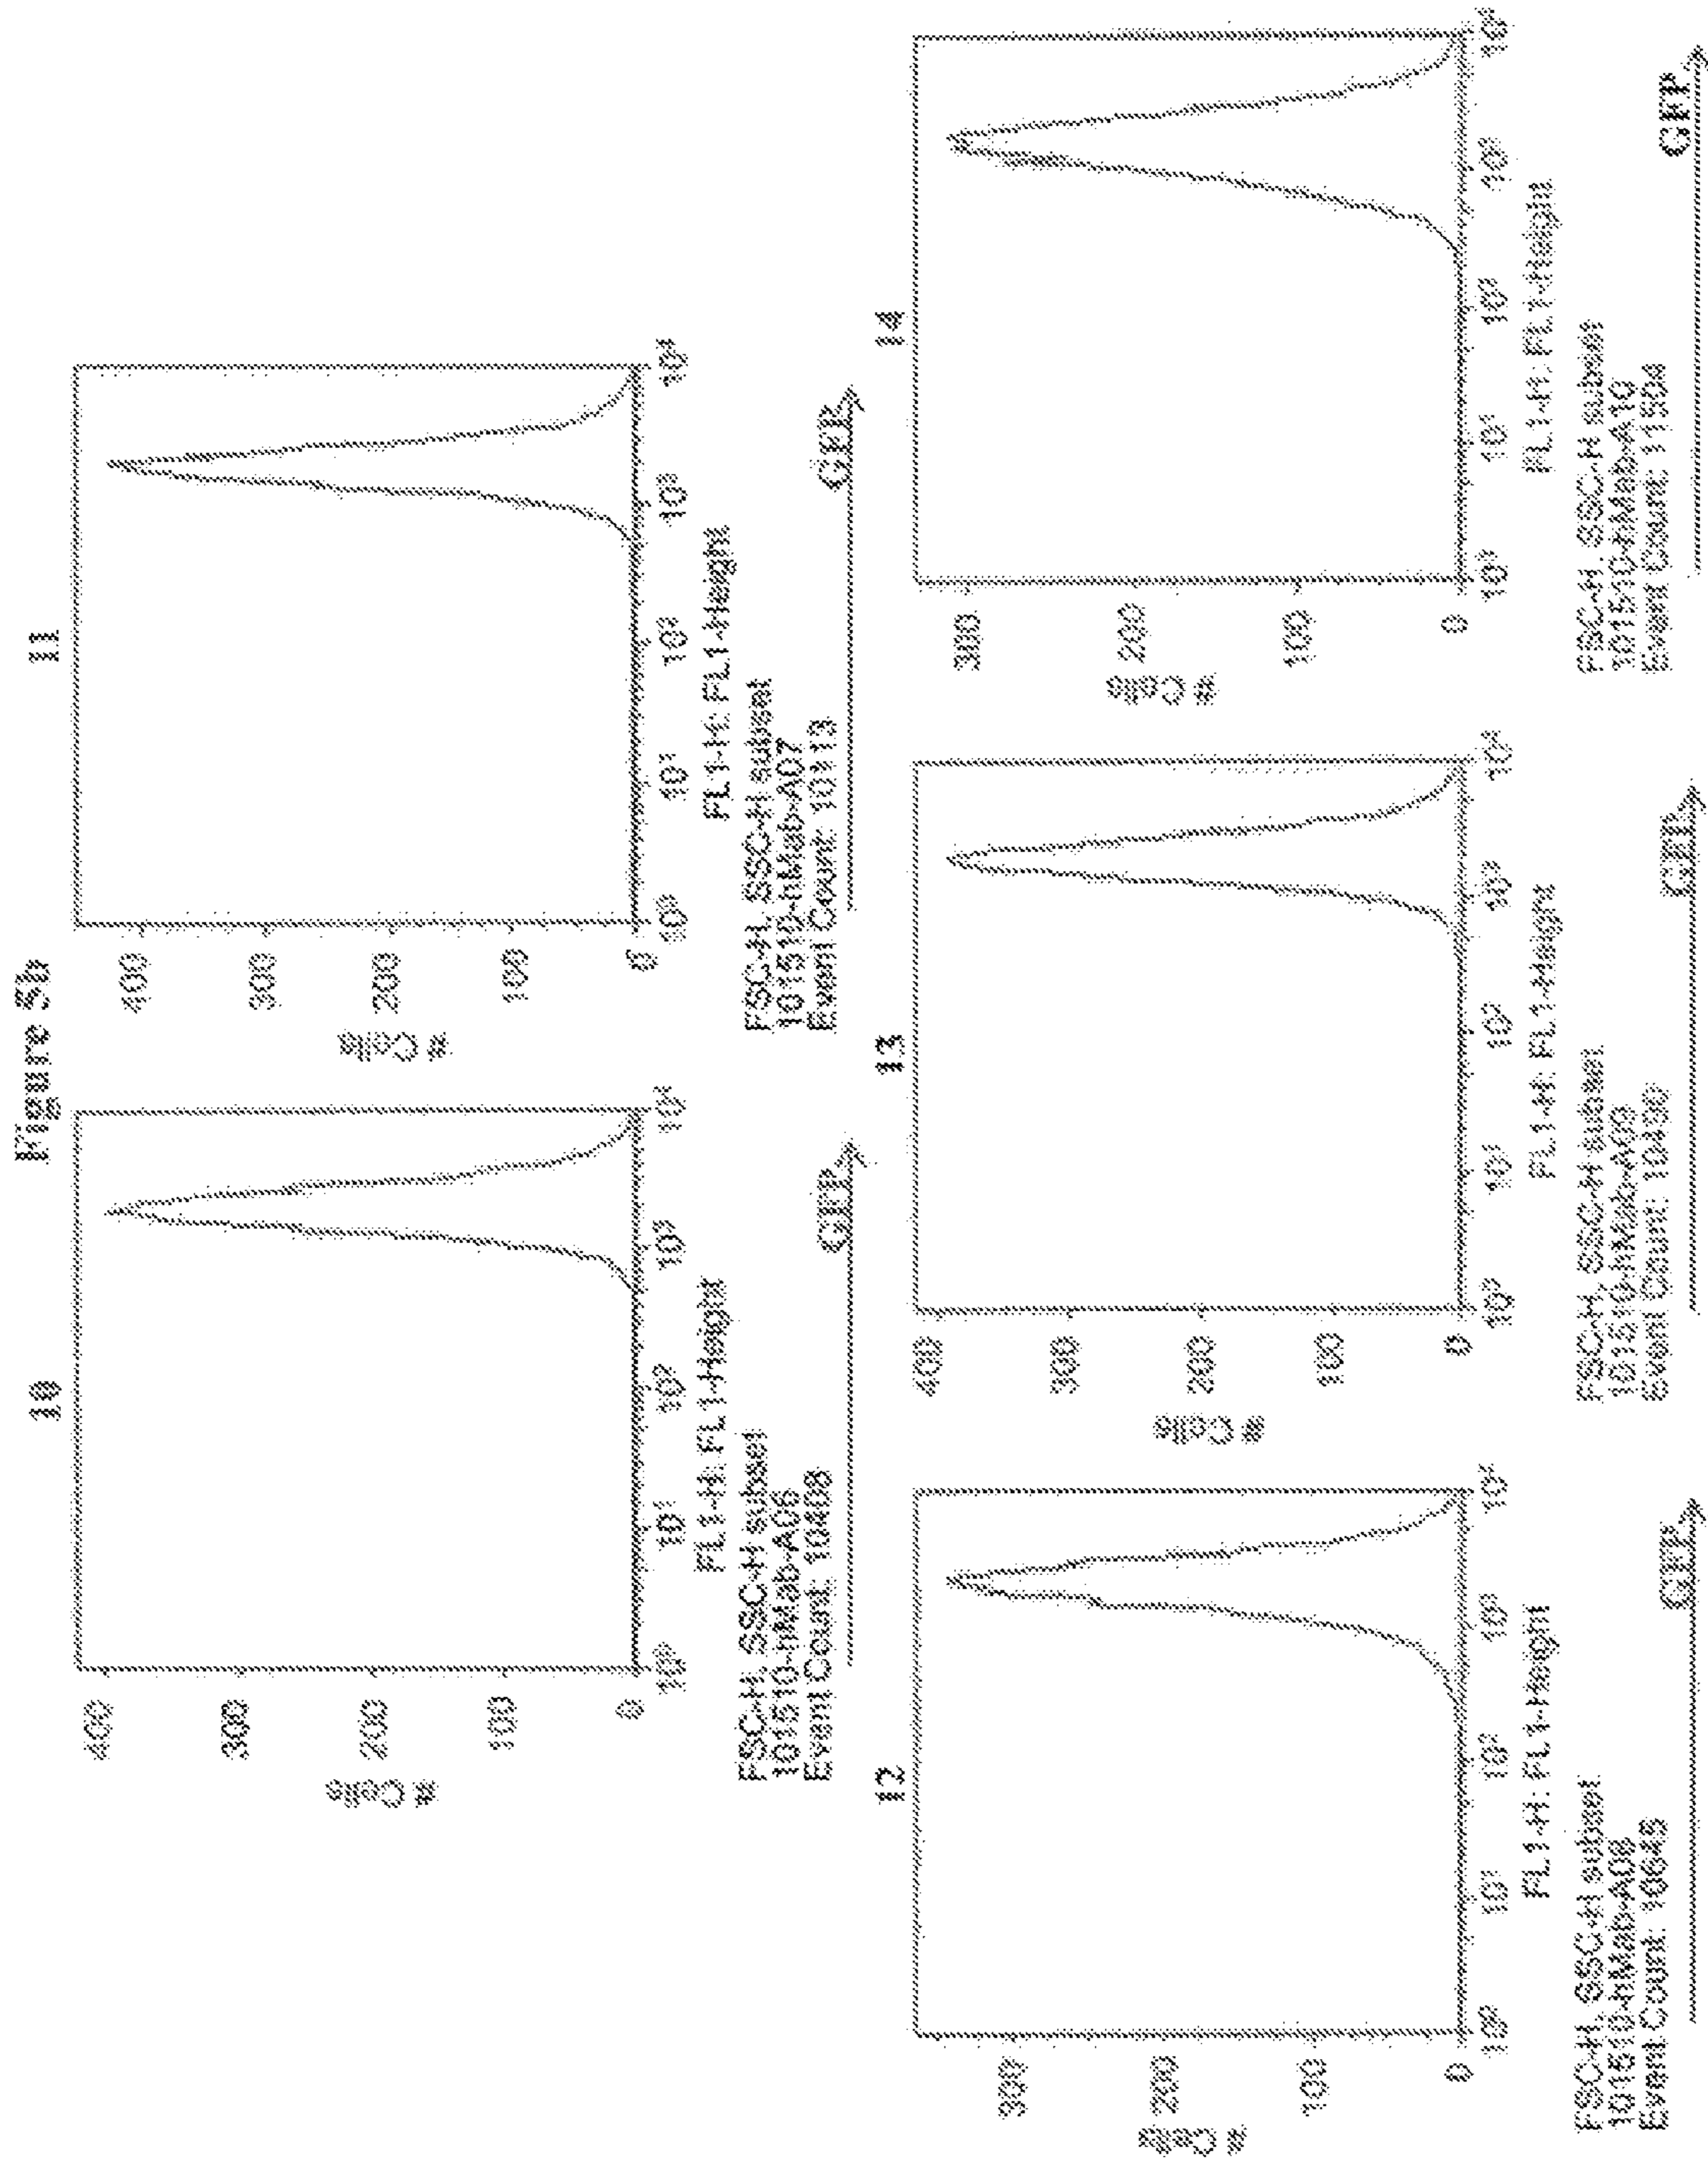 Figure 5b
10
400
300
200
100
0
# Cells
10⁰ 10¹ 10² 10³ 10⁴
FL1-H: FL1-Height
FSC-H, SSC-H subset
101510-hMab-A06
Event Count: 10408
GFP
11
400
300
200
100
0
# Cells
10⁰ 10¹ 10² 10³ 10⁴
FL1-H: FL1-Height
FSC-H, SSC-H subset
101510-hMab-A07
Event Count: 10113
GFP
12
300
200
100
0
# Cells
10⁰ 10¹ 10² 10³ 10⁴
FL1-H: FL1-Height
FSC-H, SSC-H subset
101510-hMab-A08
Event Count: 10645
GFP
13
400
300
200
100
0
# Cells
10⁰ 10¹ 10² 10³ 10⁴
FL1-H: FL1-Height
FSC-H, SSC-H subset
101510-hMab-A09
Event Count: 10450
GFP
14
300
200
100
0
# Cells
10⁰ 10¹ 10² 10³ 10⁴
FL1-H: FL1-Height
FSC-H, SSC-H subset
101510-hMab-A10
Event Count: 11504
GFP